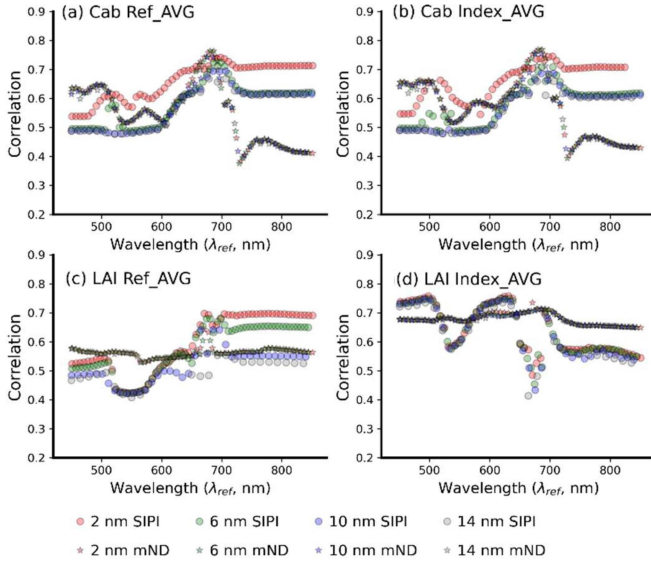 (a) Cab Ref_AVG
0.9
0.8
0.7
0.6
0.5
0.4
0.3
0.2
Correlation
500 600 700 800
Wavelength (λref, nm)
(b) Cab Index_AVG
0.9
0.8
0.7
0.6
0.5
0.4
0.3
0.2
Correlation
500 600 700 800
Wavelength (λref, nm)
(c) LAI Ref_AVG
0.9
0.8
0.7
0.6
0.5
0.4
0.3
0.2
Correlation
500 600 700 800
Wavelength (λref, nm)
(d) LAI Index_AVG
0.9
0.8
0.7
0.6
0.5
0.4
0.3
0.2
Correlation
500 600 700 800
Wavelength (λref, nm)
2 nm SIPI 6 nm SIPI 10 nm SIPI 14 nm SIPI
2 nm mND 6 nm mND 10 nm mND 14 nm mND